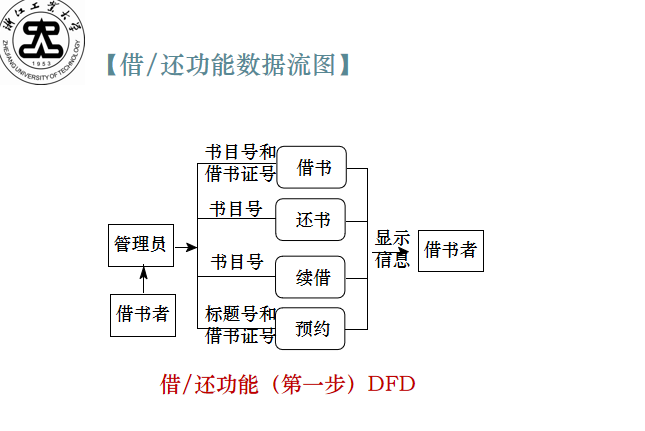 浙江工业大学
ZHEJIANG UNIVERSITY OF TECHNOLOGY
1953
【借/还功能数据流图】
书目号和
借书证号
借书
书目号
还书
管理员
显示
信息
借书者
书目号
续借
借书者
标题号和
借书证号
预约
借/还功能（第一步）DFD